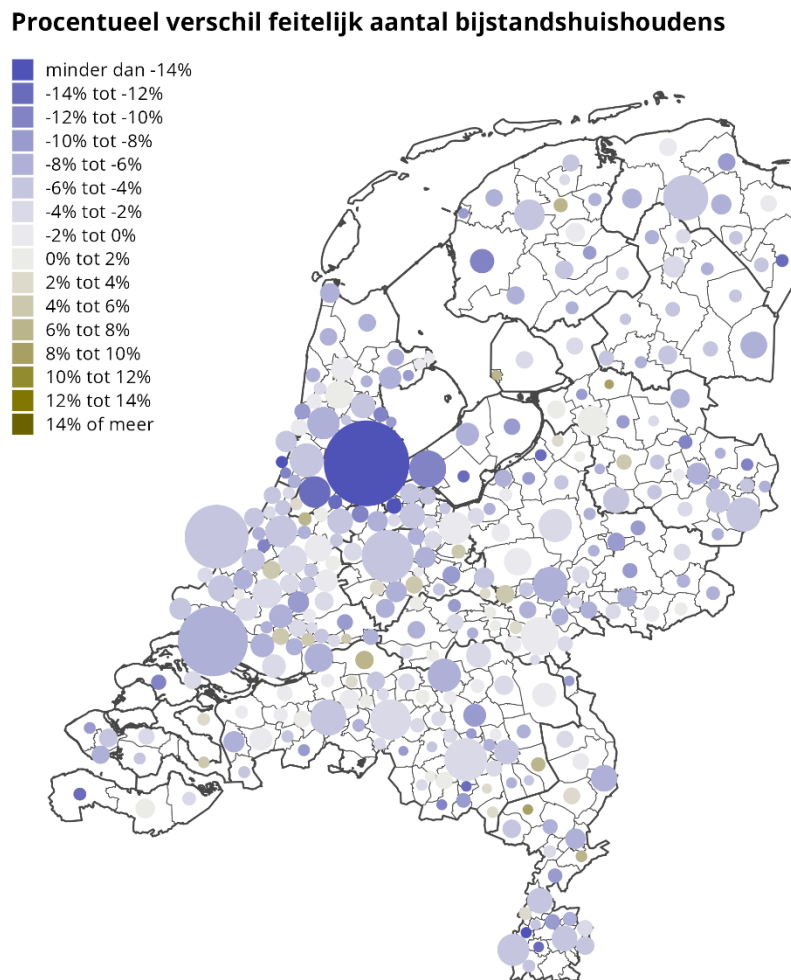 Procentueel verschil feitelijk aantal bijstandshuishoudens
minder dan -14%
-14% tot -12%
-12% tot -10%
-10% tot -8%
-8% tot -6%
-6% tot -4%
-4% tot -2%
-2% tot 0%
0% tot 2%
2% tot 4%
4% tot 6%
6% tot 8%
8% tot 10%
10% tot 12%
12% tot 14%
14% of meer